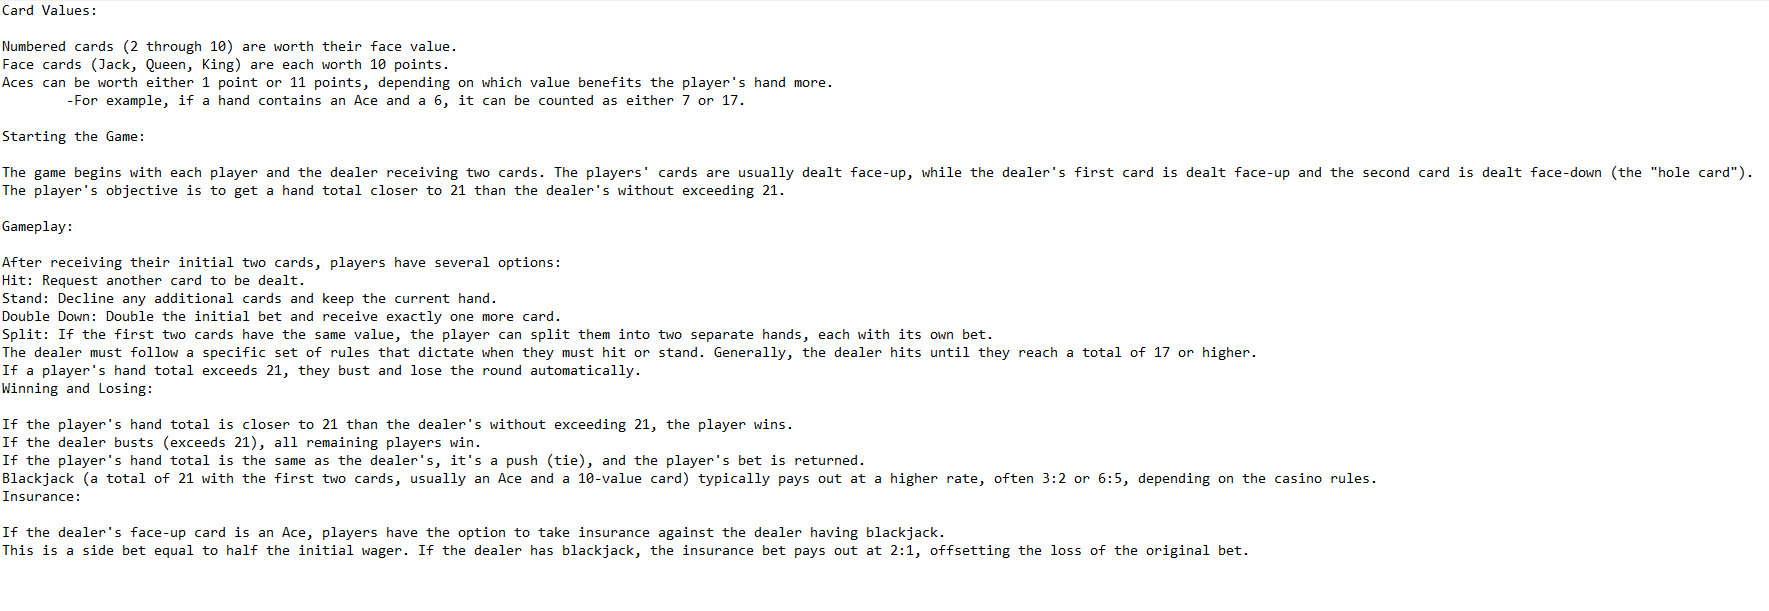 Card Values:
Numbered cards (2 through 10) are worth their face value.
Face cards (Jack, Queen, King) are each worth 10 points.
Aces can be worth either 1 point or 11 points, depending on which value benefits the player's hand more.
-For example, if a hand contains an Ace and a 6, it can be counted as either 7 or 17.
Starting the Game:
The game begins with each player and the dealer receiving two cards. The players' cards are usually dealt face-up, while the dealer's first card is dealt face-up and the second card is dealt face-down (the "hole card").
The player's objective is to get a hand total closer to 21 than the dealer's without exceeding 21.
Gameplay:
After receiving their initial two cards, players have several options:
Hit: Request another card to be dealt.
Stand: Decline any additional cards and keep the current hand.
Double Down: Double the initial bet and receive exactly one more card.
Split: If the first two cards have the same value, the player can split them into two separate hands, each with its own bet.
The dealer must follow a specific set of rules that dictate when they must hit or stand. Generally, the dealer hits until they reach a total of 17 or higher.
If a player's hand total exceeds 21, they bust and lose the round automatically.
Winning and Losing:
If the player's hand total is closer to 21 than the dealer's without exceeding 21, the player wins.
If the dealer busts (exceeds 21), all remaining players win.
If the player's hand total is the same as the dealer's, it's a push (tie), and the player's bet is returned.
Blackjack (a total of 21 with the first two cards, usually an Ace and a 10-value card) typically pays out at a higher rate, often 3:2 or 6:5, depending on the casino rules.
Insurance:
If the dealer's face-up card is an Ace, players have the option to take insurance against the dealer having blackjack.
This is a side bet equal to half the initial wager. If the dealer has blackjack, the insurance bet pays out at 2:1, offsetting the loss of the original bet.